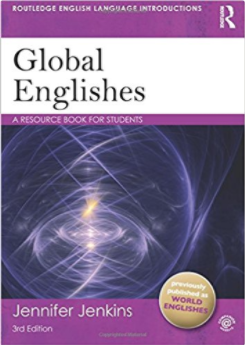 ROUTLEDGE ENGLISH LANGUAGE INTRODUCTIONS
R
Global
Englishes
A RESOURCE BOOK FOR STUDENTS
previously
published as
WORLD
ENGLISHES
Jennifer Jenkins
3rd Edition